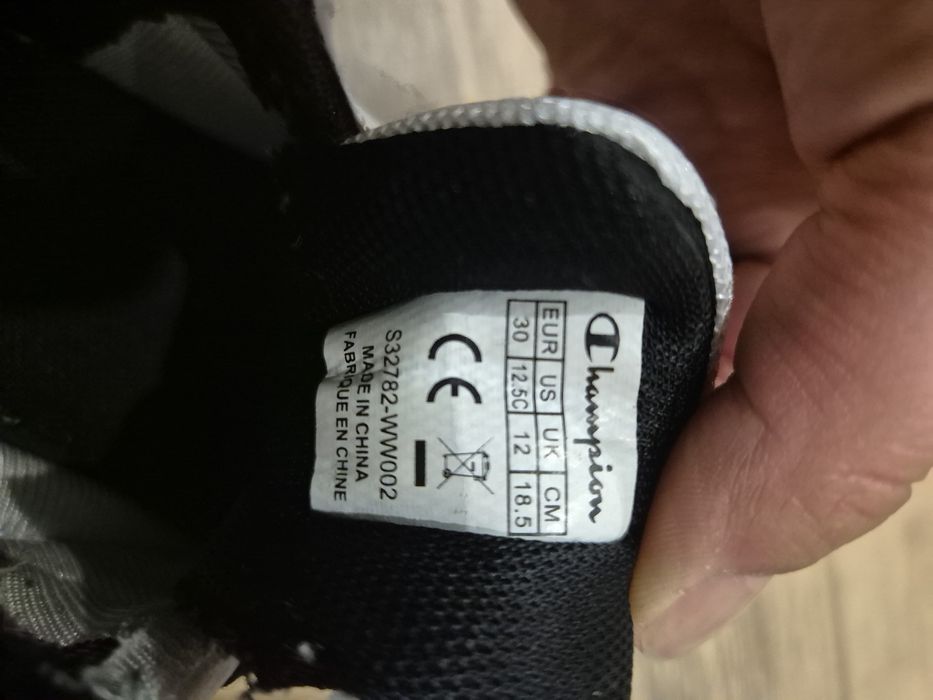 Champion
EUR US UK CM
30 12.5C 12 18.5
CE
S32782-WW002
MADE IN CHINA
FABRIQUE EN CHINE